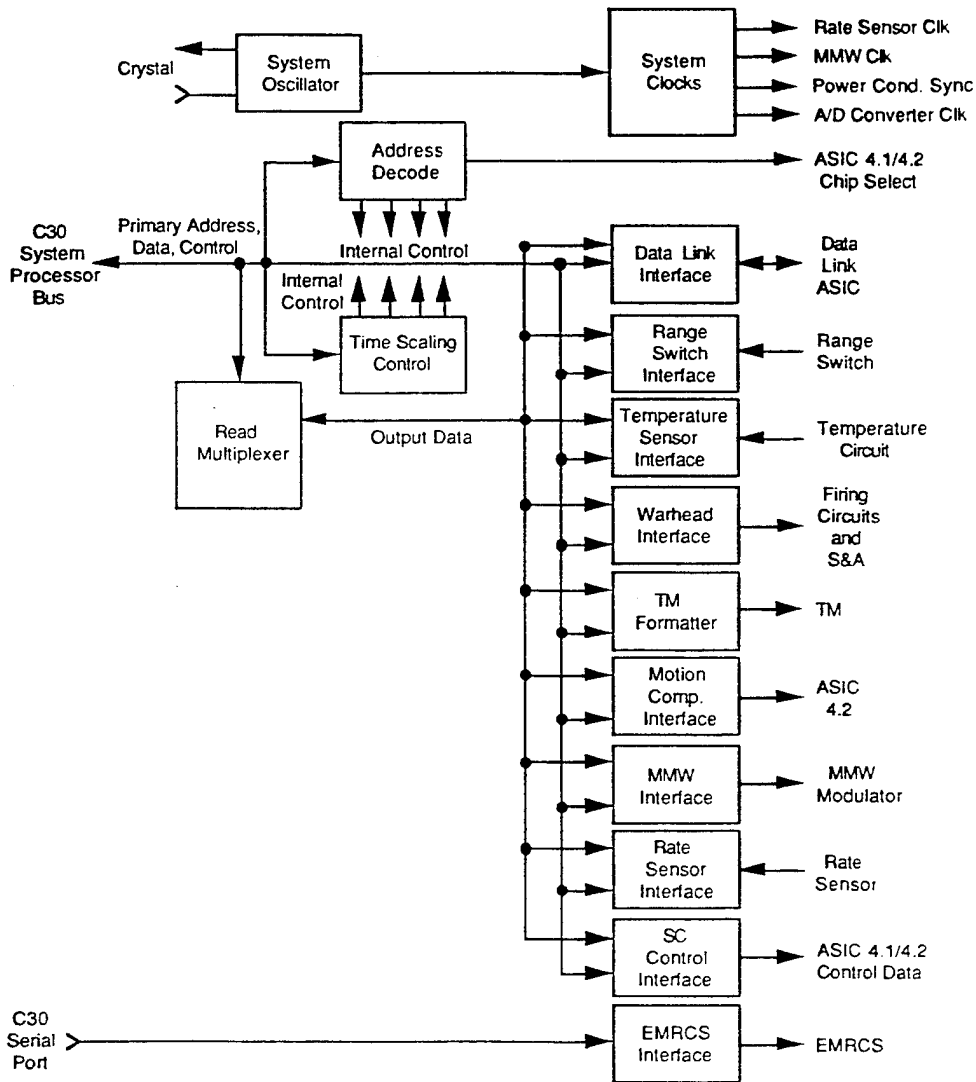 Crystal
System
Oscillator
System
Clocks
Rate Sensor Clk
MMW Clk
Power Cond. Sync
A/D Converter Clk
Address
Decode
ASIC 4.1/4.2
Chip Select
C30
System
Processor
Bus
Primary Address,
Data, Control
Internal Control
Internal
Control
Time Scaling
Control
Read
Multiplexer
Output Data
Data Link
Interface
Data
Link
ASIC
Range
Switch
Interface
Range
Switch
Temperature
Sensor
Interface
Temperature
Circuit
Warhead
Interface
Firing
Circuits
and
S&A
TM
Formatter
TM
Motion
Comp.
Interface
ASIC
4.2
MMW
Interface
MMW
Modulator
Rate
Sensor
Interface
Rate
Sensor
SC
Control
Interface
ASIC 4.1/4.2
Control Data
C30
Serial
Port
EMRCS
Interface
EMRCS